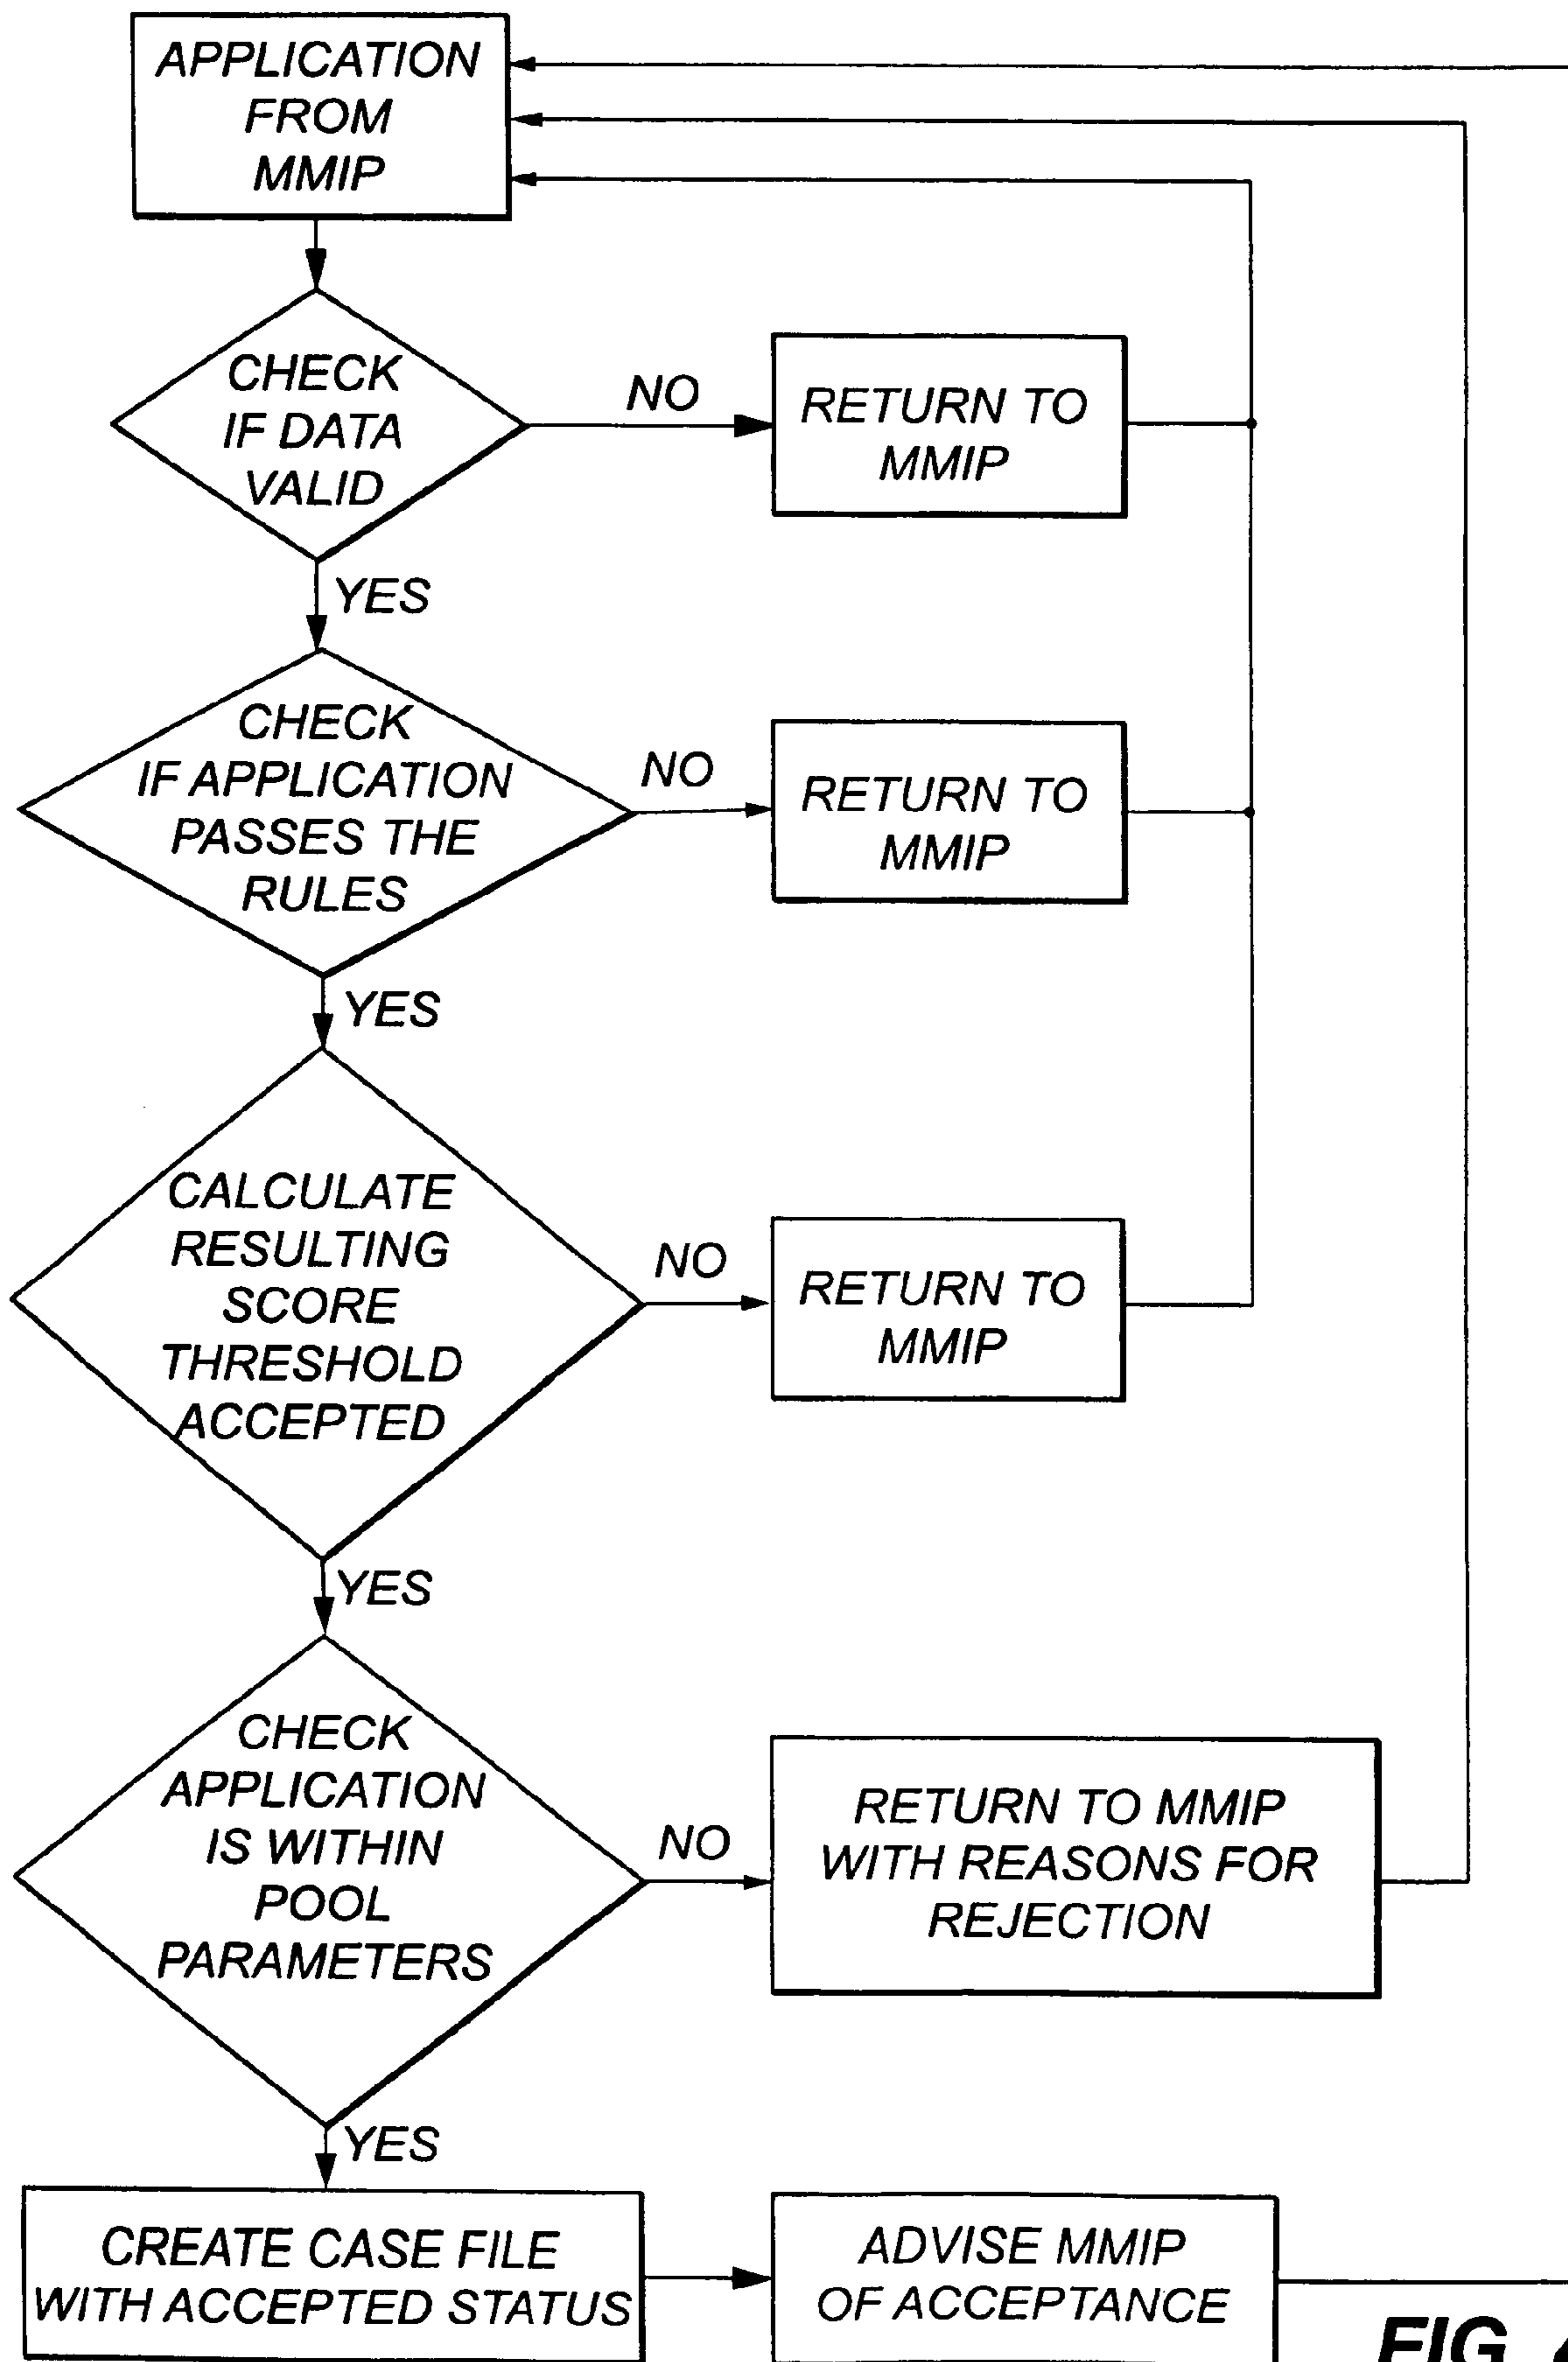 APPLICATION
FROM
MMIP
CHECK
IF DATA
VALID
NO
RETURN TO
MMIP
YES
CHECK
IF APPLICATION
PASSES THE
RULES
NO
RETURN TO
MMIP
YES
CALCULATE
RESULTING
SCORE
THRESHOLD
ACCEPTED
NO
RETURN TO
MMIP
YES
CHECK
APPLICATION
IS WITHIN
POOL
PARAMETERS
NO
RETURN TO MMIP
WITH REASONS FOR
REJECTION
YES
CREATE CASE FILE
WITH ACCEPTED STATUS
ADVISE MMIP
OF ACCEPTANCE
FIG.